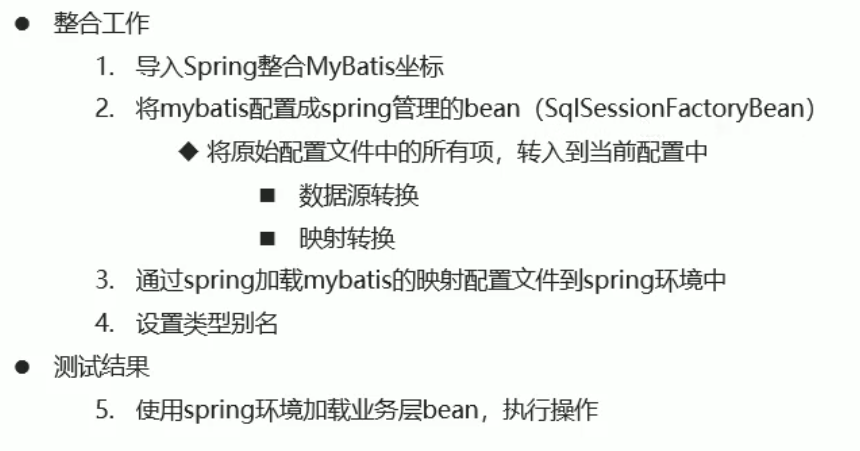 ● 整合工作
1. 导入Spring整合MyBatis坐标
2. 将mybatis配置成spring管理的bean（SqlSessionFactoryBean）
◆ 将原始配置文件中的所有项，转入到当前配置中
■ 数据源转换
■ 映射转换
3. 通过spring加载mybatis的映射配置文件到spring环境中
4. 设置类型别名
● 测试结果
5. 使用spring环境加载业务层bean，执行操作